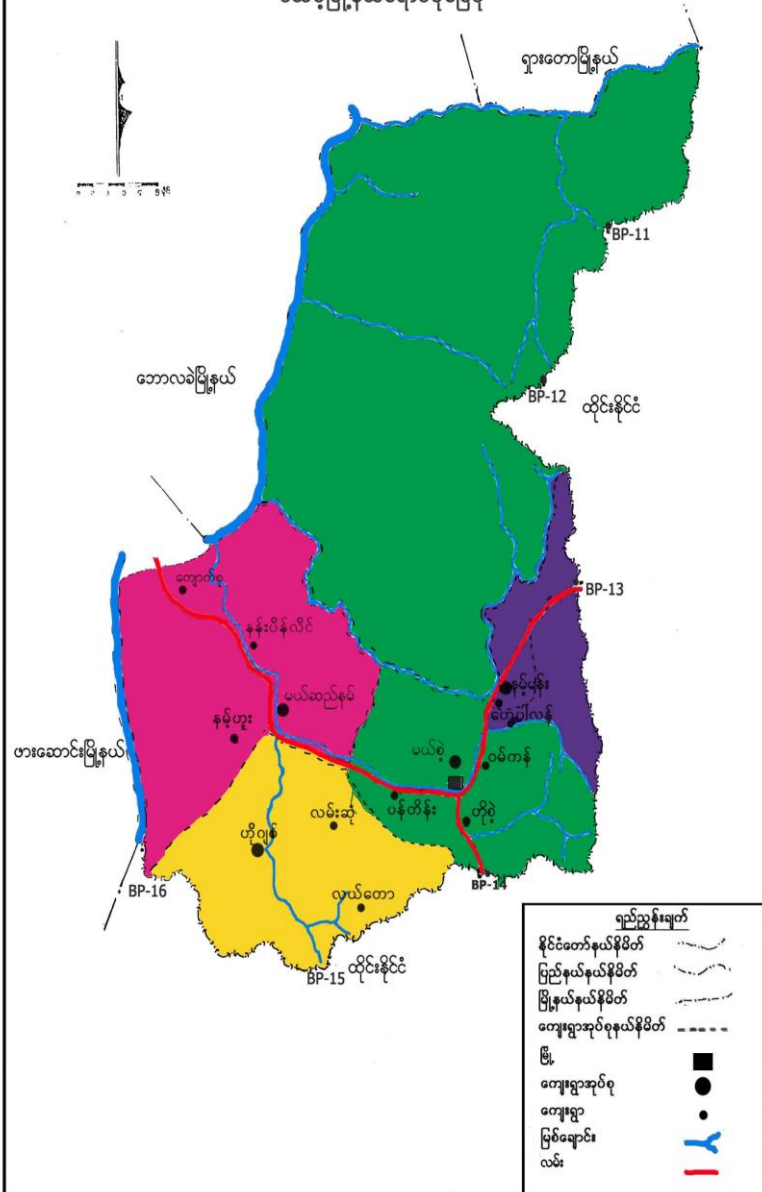 ရှားတောမြို့နယ်
BP-11
ဘောလခဲမြို့နယ်
BP-12
ထိုင်းနိုင်ငံ
ကျောက်စု
BP-13
နန်းပိန်လိင်
နမ့်မန်း
မယ်ဆည်နမ်
နမ့်ဟူး
ဖားဆောင်းမြို့နယ်
မယ်စဲ့
ဝမ်ကန်
ပန်တိန်း
လမ်းဆုံ
ဟိုစဲ့
ဟိုဂျစ်
BP-16
BP-14
လယ်တော
BP-15
ထိုင်းနိုင်ငံ
ရည်ညွှန်းချက်
နိုင်ငံတော်နယ်နိမိတ်
ပြည်နယ်နယ်နိမိတ်
မြို့နယ်နယ်နိမိတ်
ကျေးရွာအုပ်စုနယ်နိမိတ်
မြို့
ကျေးရွာအုပ်စု
ကျေးရွာ
မြစ်ချောင်း
လမ်း